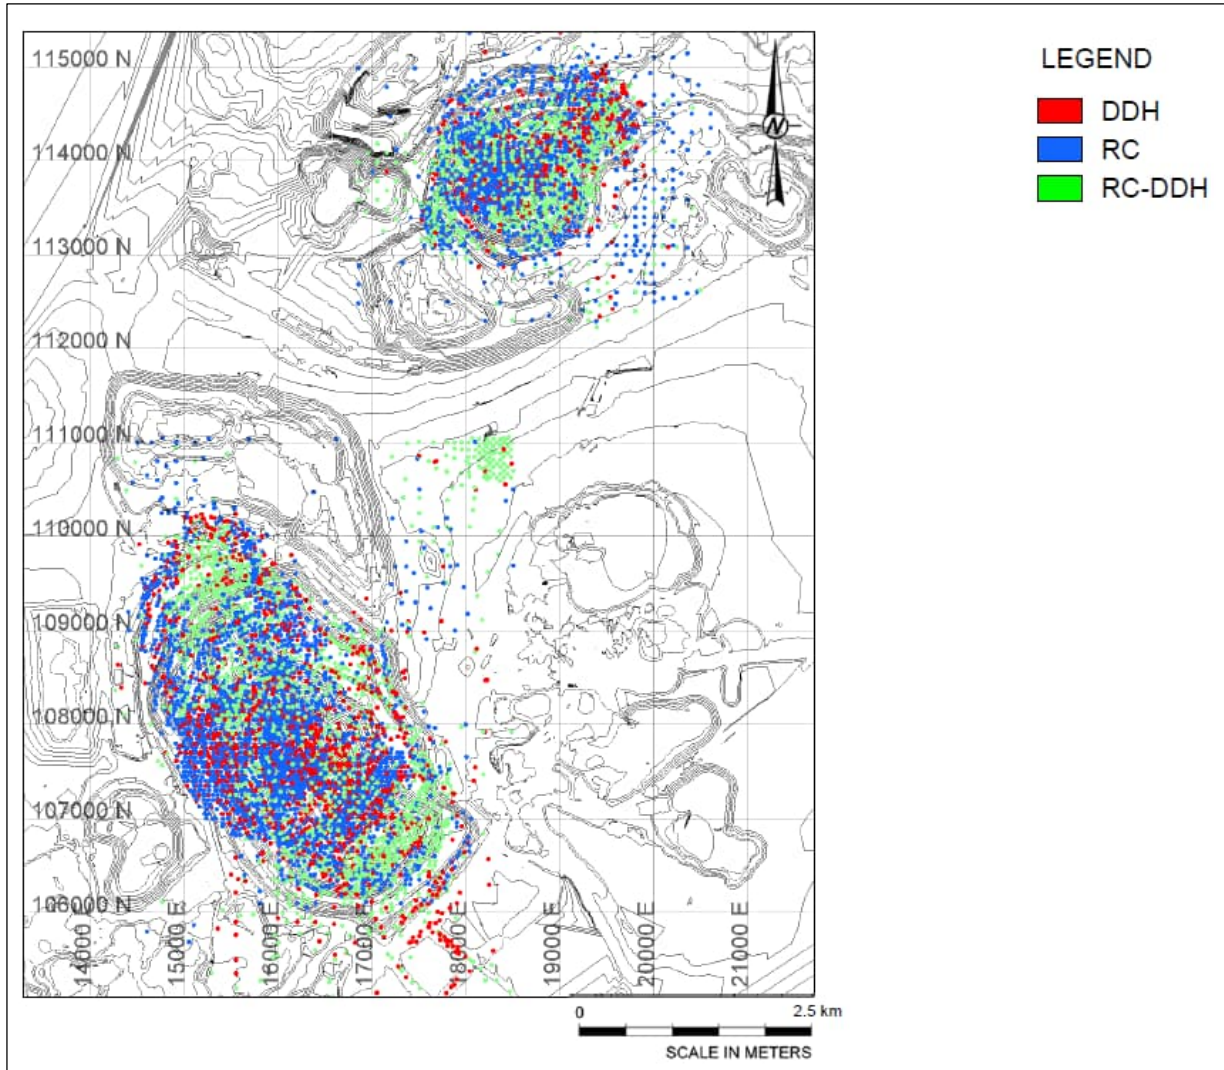 LEGEND
DDH
RC
RC-DDH
115000 N
N
114000 N
113000 N
112000 N
111000 N
110000 N
109000 N
108000 N
107000 N
106000 N
14000 E
15000 E
16000 E
17000 E
18000 E
19000 E
20000 E
21000 E
0 2.5 km
SCALE IN METERS